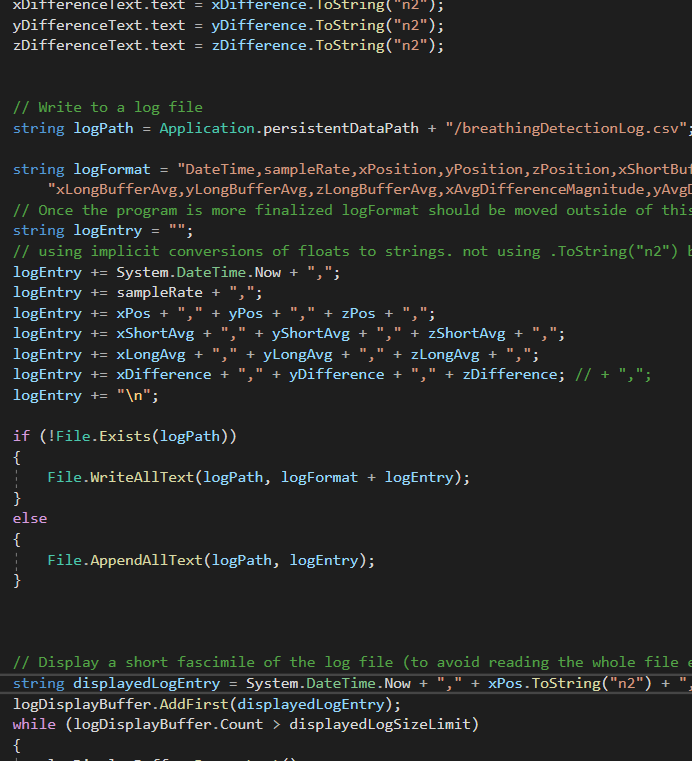 xDifferenceText.text = xDifference.ToString("n2");
yDifferenceText.text = yDifference.ToString("n2");
zDifferenceText.text = zDifference.ToString("n2");
// Write to a log file
string logPath = Application.persistentDataPath + "/breathingDetectionLog.csv";
string logFormat = "DateTime,sampleRate,xPosition,yPosition,zPosition,xShortBuf
"xLongBufferAvg,yLongBufferAvg,zLongBufferAvg,xAvgDifferenceMagnitude,yAvgD
// Once the program is more finalized logFormat should be moved outside of this
string logEntry = "";
// using implicit conversions of floats to strings. not using .ToString("n2") b
logEntry += System.DateTime.Now + ",";
logEntry += sampleRate + ",";
logEntry += xPos + "," + yPos + "," + zPos + ",";
logEntry += xShortAvg + "," + yShortAvg + "," + zShortAvg + ",";
logEntry += xLongAvg + "," + yLongAvg + "," + zLongAvg + ",";
logEntry += xDifference + "," + yDifference + "," + zDifference; // + ",";
logEntry += "\n";
if (!File.Exists(logPath))
{
File.WriteAllText(logPath, logFormat + logEntry);
}
else
{
File.AppendAllText(logPath, logEntry);
}
// Display a short fascimile of the log file (to avoid reading the whole file e
string displayedLogEntry = System.DateTime.Now + "," + xPos.ToString("n2") + ",
logDisplayBuffer.AddFirst(displayedLogEntry);
while (logDisplayBuffer.Count > displayedLogSizeLimit)
{